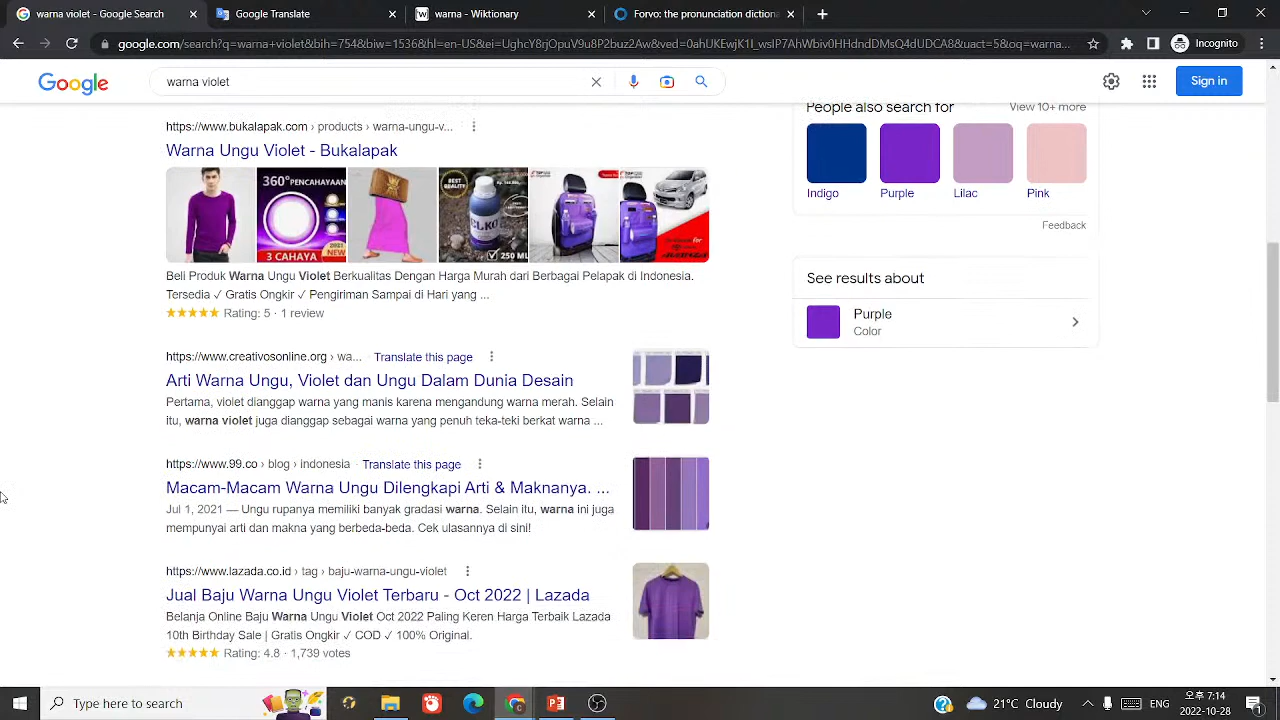 warna violet - Google Search
Google Translate
warna - Wiktionary
Forvo: the pronunciation dictiona
google.com/search?q=warna+violet&bih=754&biw=1536&hl=en-US&ei=UghcY8jOpuV9u8P2buz2Aw&ved=0ahUKEwjK1I_wsIP7AhWbiv0HHdndDMsQ4dUDCA8&uact=5&oq=warna...
Incognito
Google
warna violet
Sign in
https://www.bukalapak.com › products › warna-ungu-v...
Warna Ungu Violet - Bukalapak
360° PENCAHAYAAN
2021
NEW
3 CAHAYA
BEST
QUALITY
ELKO
250 ML
Beli Produk Warna Ungu Violet Berkualitas Dengan Harga Murah dari Berbagai Pelapak di Indonesia.
Tersedia ✓ Gratis Ongkir ✓ Pengiriman Sampai di Hari yang ...
Rating: 5 · 1 review
https://www.creativosonline.org › wa... Translate this page
Arti Warna Ungu, Violet dan Ungu Dalam Dunia Desain
Pertama, violet dianggap warna yang manis karena mengandung warna merah. Selain
itu, warna violet juga dianggap sebagai warna yang penuh teka-teki berkat warna ...
https://www.99.co › blog › indonesia · Translate this page
Macam-Macam Warna Ungu Dilengkapi Arti & Maknanya. ...
Jul 1, 2021 — Ungu rupanya memiliki banyak gradasi warna. Selain itu, warna ini juga
mempunyai arti dan makna yang berbeda-beda. Cek ulasannya di sini!
https://www.lazada.co.id › tag › baju-warna-ungu-violet
Jual Baju Warna Ungu Violet Terbaru - Oct 2022 | Lazada
Belanja Online Baju Warna Ungu Violet Oct 2022 Paling Keren Harga Terbaik Lazada
10th Birthday Sale | Gratis Ongkir ✓ COD ✓ 100% Original.
Rating: 4.8 · 1,739 votes
People also search for
View 10+ more
Indigo
Purple
Lilac
Pink
Feedback
See results about
Purple
Color
Type here to search
21°C Cloudy
ENG
오후 7:14
2022-10-28